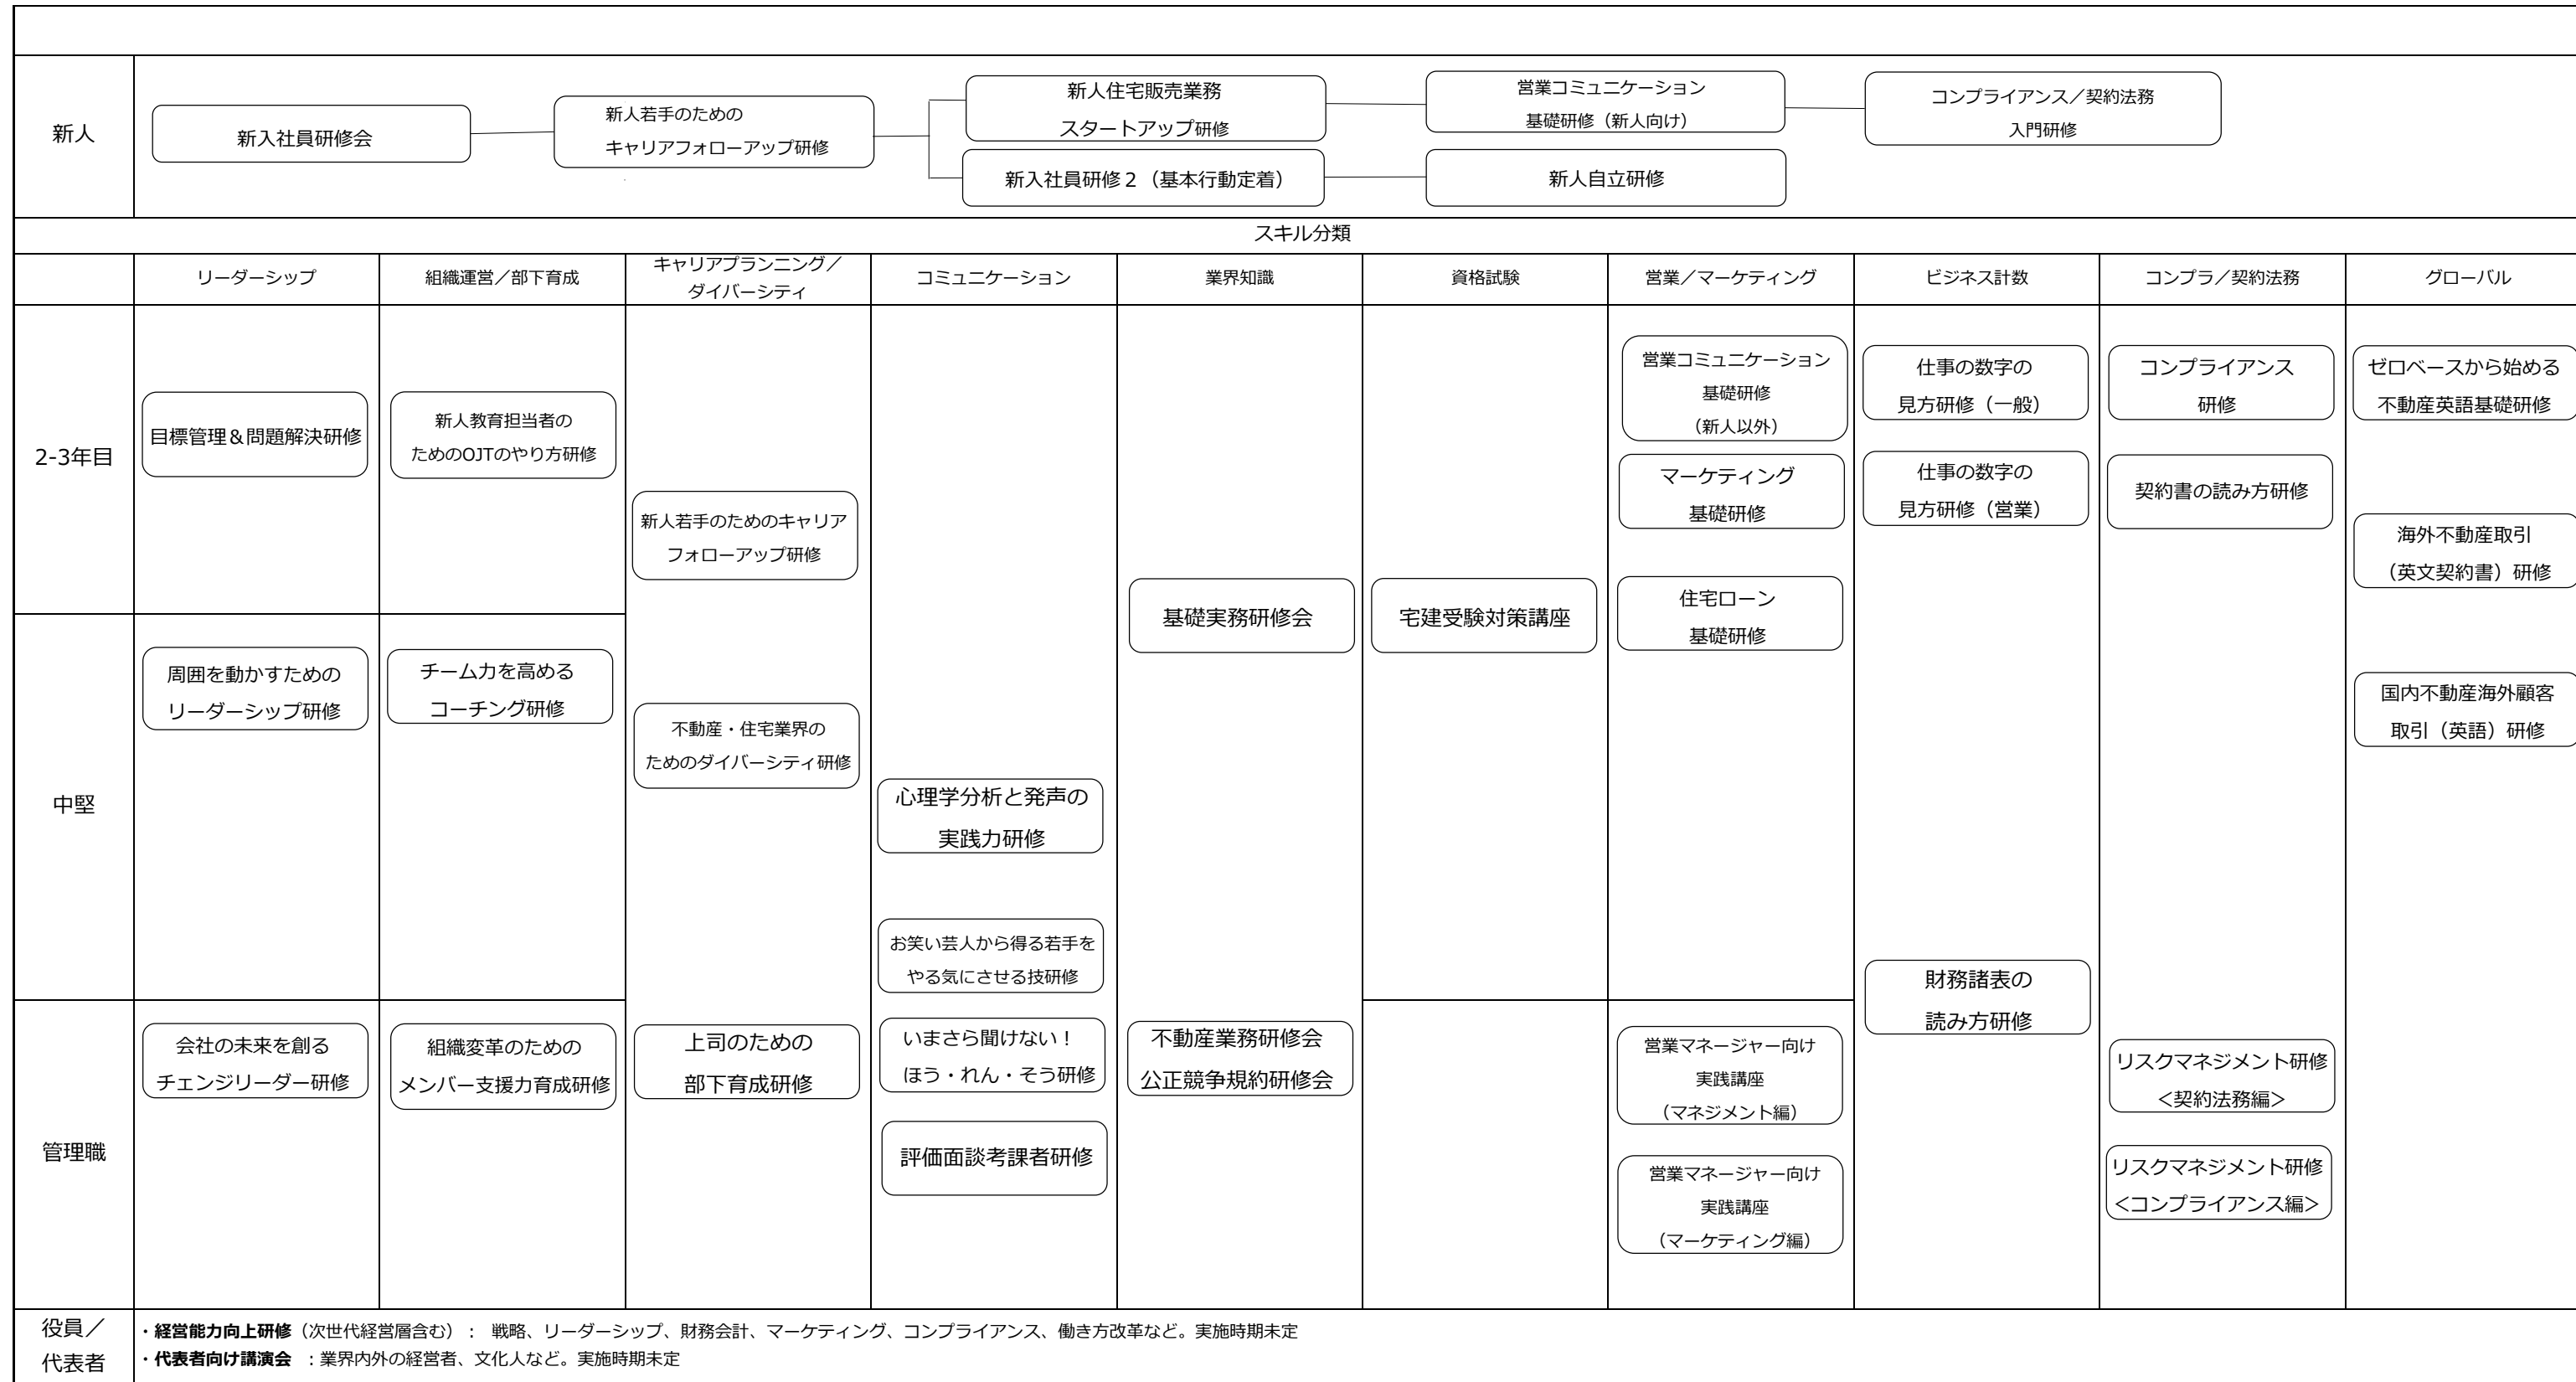 新人
新入社員研修会
新人若手のための
キャリアフォローアップ研修
新人住宅販売業務
スタートアップ研修
営業コミュニケーション
基礎研修（新人向け）
コンプライアンス／契約法務
入門研修
新入社員研修２（基本行動定着）
新人自立研修
スキル分類
リーダーシップ
組織運営／部下育成
キャリアプランニング／
ダイバーシティ
コミュニケーション
業界知識
資格試験
営業／マーケティング
ビジネス計数
コンプラ／契約法務
グローバル
2-3年目
目標管理＆問題解決研修
新人教育担当者の
ためのOJTのやり方研修
新人若手のためのキャリア
フォローアップ研修
基礎実務研修会
宅建受験対策講座
営業コミュニケーション
基礎研修
（新人以外）
マーケティング
基礎研修
住宅ローン
基礎研修
仕事の数字の
見方研修（一般）
仕事の数字の
見方研修（営業）
コンプライアンス
研修
契約書の読み方研修
ゼロベースから始める
不動産英語基礎研修
海外不動産取引
（英文契約書）研修
中堅
周囲を動かすための
リーダーシップ研修
チーム力を高める
コーチング研修
不動産・住宅業界の
ためのダイバーシティ研修
心理学分析と発声の
実践力研修
お笑い芸人から得る若手を
やる気にさせる技研修
財務諸表の
読み方研修
国内不動産海外顧客
取引（英語）研修
管理職
会社の未来を創る
チェンジリーダー研修
組織変革のための
メンバー支援力育成研修
上司のための
部下育成研修
いまさら聞けない！
ほう・れん・そう研修
評価面談考課者研修
不動産業務研修会
公正競争規約研修会
営業マネージャー向け
実践講座
（マネジメント編）
営業マネージャー向け
実践講座
（マーケティング編）
リスクマネジメント研修
<契約法務編>
リスクマネジメント研修
<コンプライアンス編>
役員／
代表者
・経営能力向上研修（次世代経営層含む）： 戦略、リーダーシップ、財務会計、マーケティング、コンプライアンス、働き方改革など。実施時期未定
・代表者向け講演会 ：業界内外の経営者、文化人など。実施時期未定